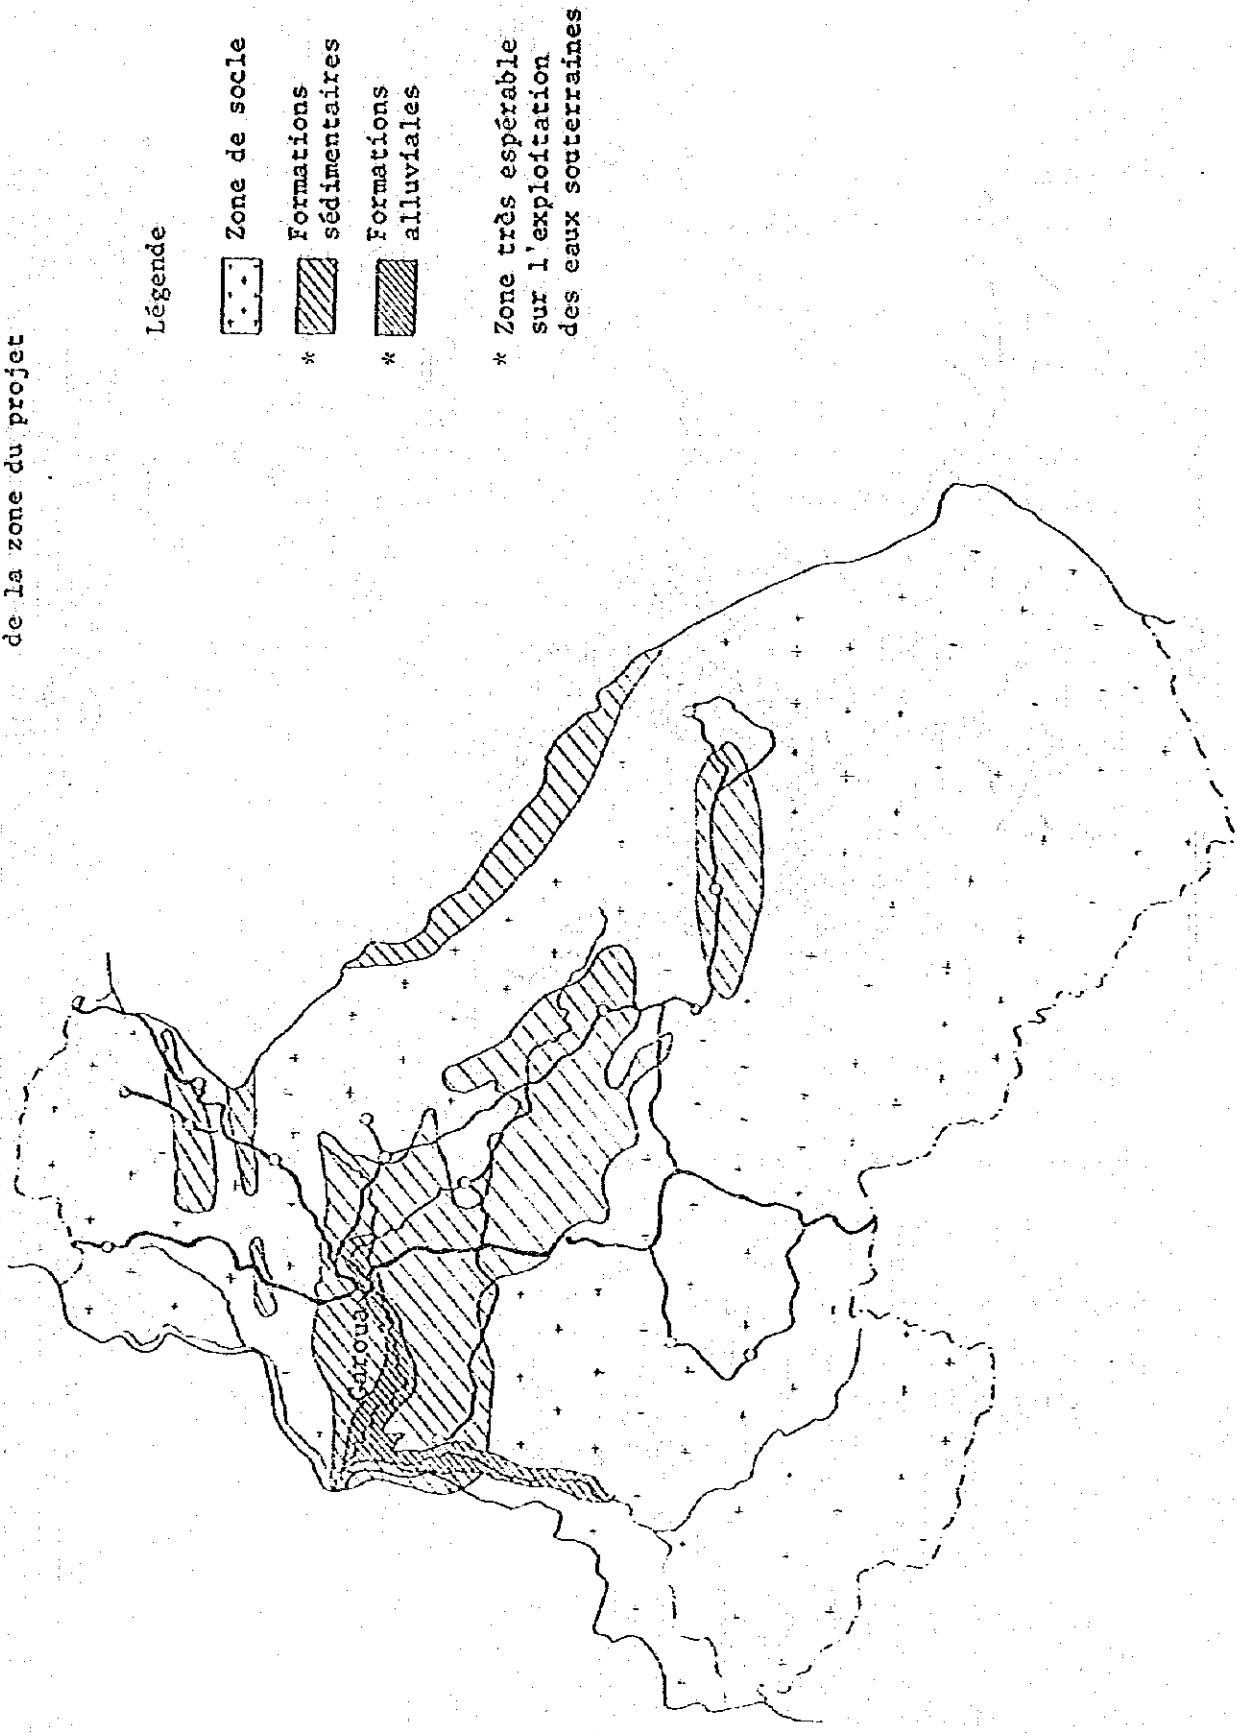 de la zone du projet
Légende
Zone de socle
* Formations
sédimentaires
* Formations
alluviales
* Zone très espérable
sur l'exploitation
des eaux souterraines
Garoua